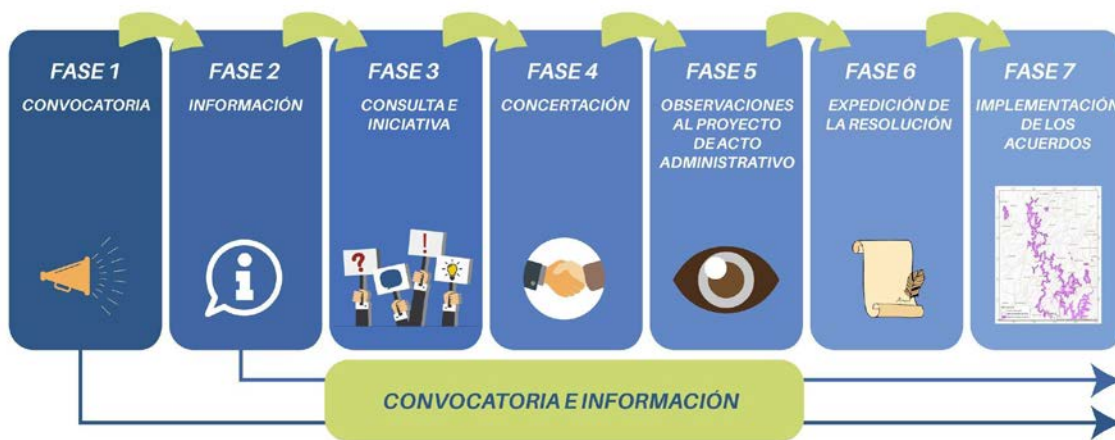 FASE 1
CONVOCATORIA
FASE 2
INFORMACIÓN
FASE 3
CONSULTA E
INICIATIVA
FASE 4
CONCERTACIÓN
FASE 5
OBSERVACIONES
AL PROYECTO
DE ACTO
ADMINISTRATIVO
FASE 6
EXPEDICIÓN DE
LA RESOLUCIÓN
FASE 7
IMPLEMENTACIÓN
DE LOS
ACUERDOS
CONVOCATORIA E INFORMACIÓN